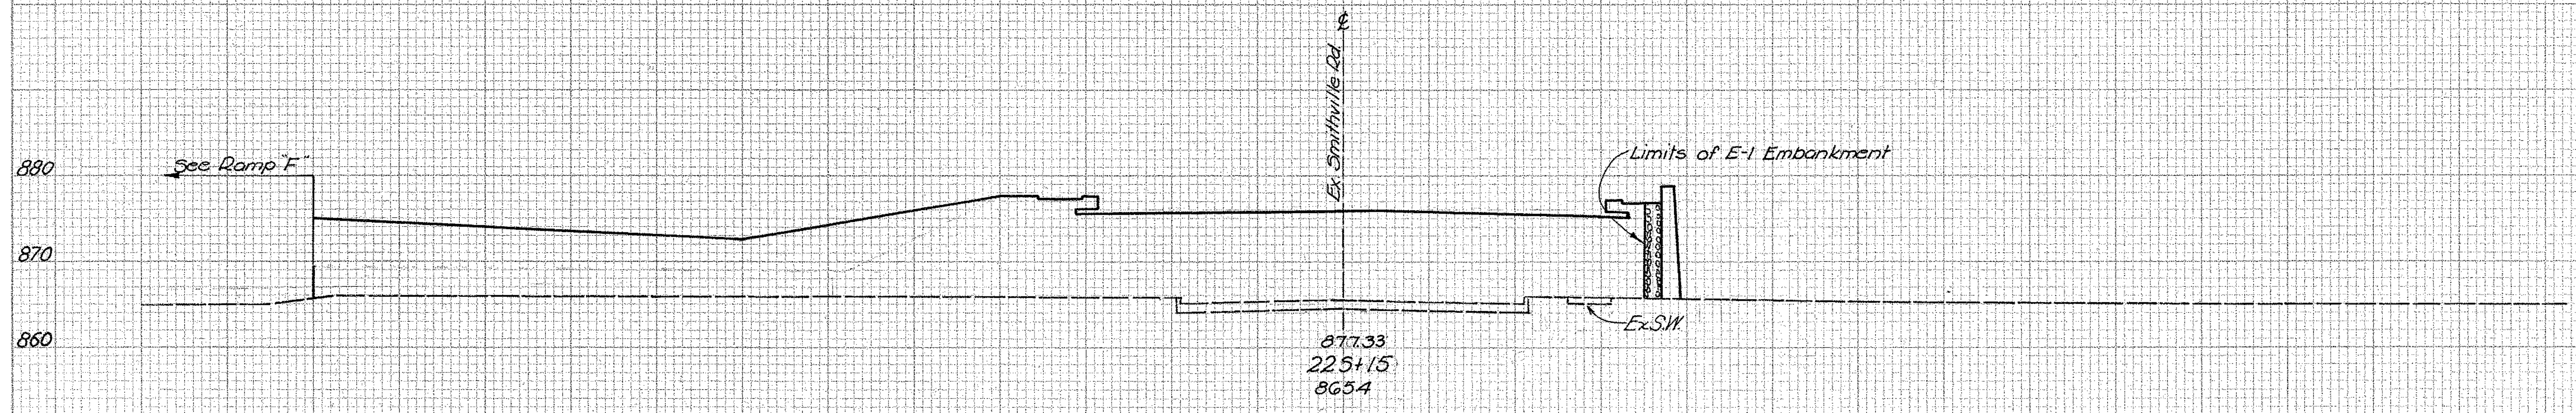 ℄
Ex. Smithville Rd.
880
See Ramp "F"
Limits of E-1 Embankment
870
860
Ex.S.W.
877.33
225+15
865.4